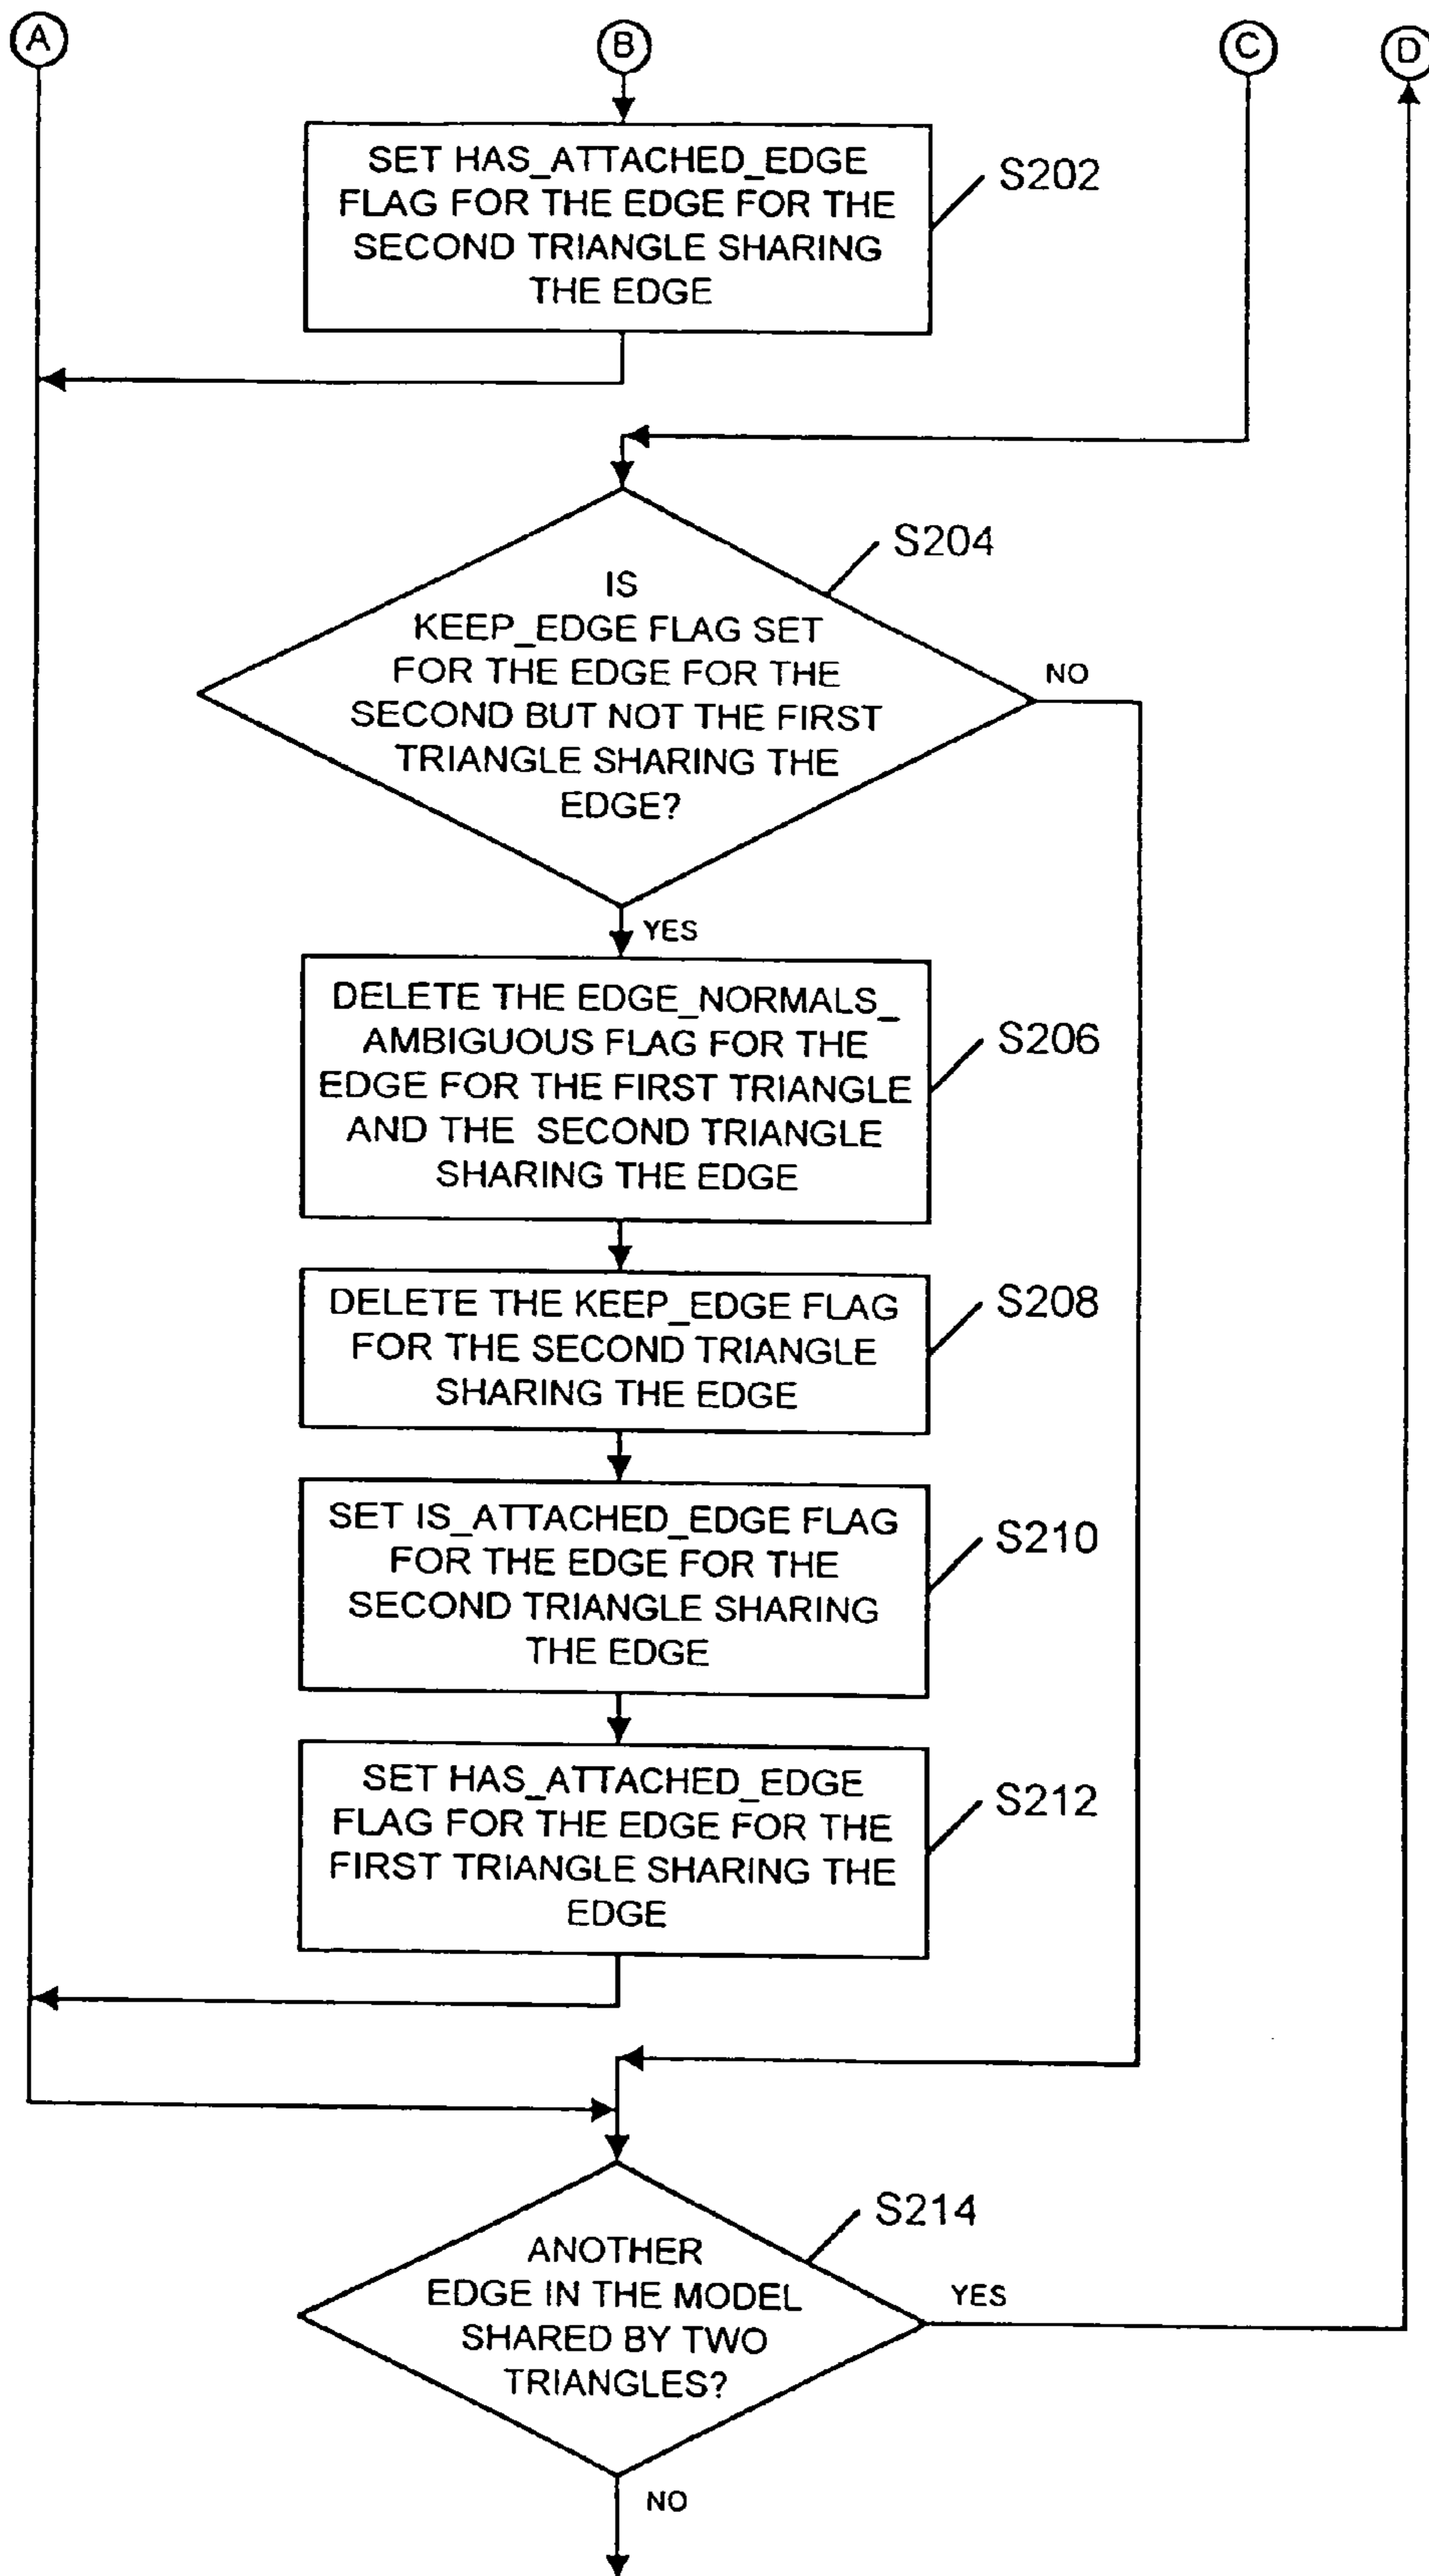 A
B
C
D
SET HAS_ATTACHED_EDGE
FLAG FOR THE EDGE FOR THE
SECOND TRIANGLE SHARING
THE EDGE
S202
S204
IS
KEEP_EDGE FLAG SET
FOR THE EDGE FOR THE
SECOND BUT NOT THE FIRST
TRIANGLE SHARING THE
EDGE?
NO
YES
DELETE THE EDGE_NORMALS_
AMBIGUOUS FLAG FOR THE
EDGE FOR THE FIRST TRIANGLE
AND THE SECOND TRIANGLE
SHARING THE EDGE
S206
DELETE THE KEEP_EDGE FLAG
FOR THE SECOND TRIANGLE
SHARING THE EDGE
S208
SET IS_ATTACHED_EDGE FLAG
FOR THE EDGE FOR THE
SECOND TRIANGLE SHARING
THE EDGE
S210
SET HAS_ATTACHED_EDGE
FLAG FOR THE EDGE FOR THE
FIRST TRIANGLE SHARING THE
EDGE
S212
S214
ANOTHER
EDGE IN THE MODEL
SHARED BY TWO
TRIANGLES?
YES
NO